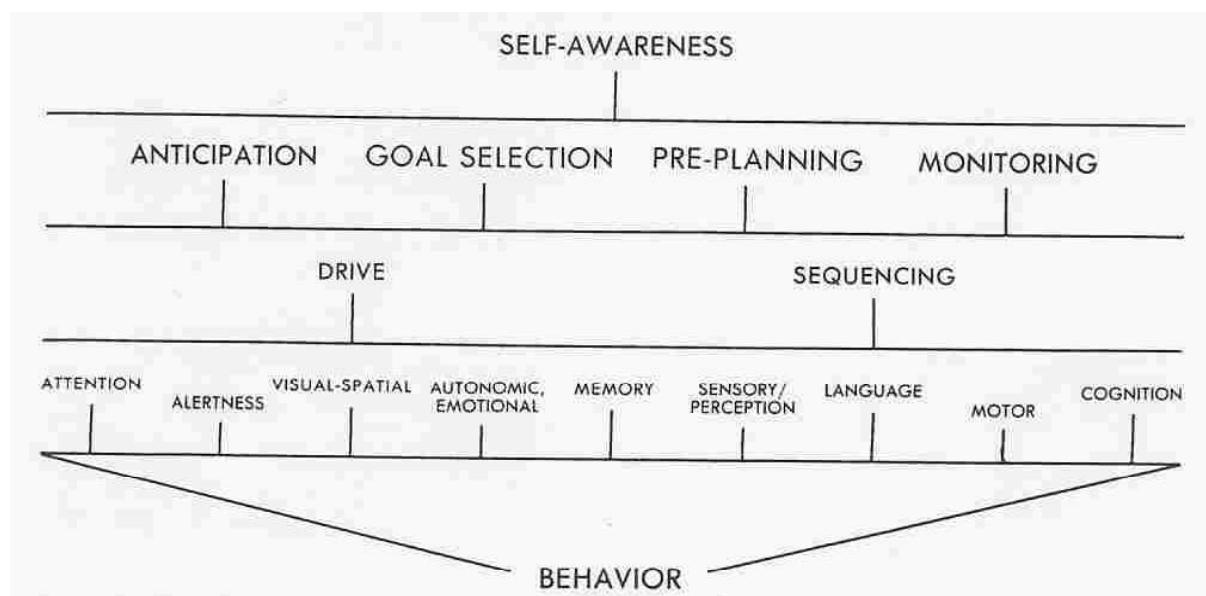 SELF-AWARENESS
ANTICIPATION GOAL SELECTION PRE-PLANNING MONITORING
DRIVE SEQUENCING
ATTENTION ALERTNESS VISUAL-SPATIAL AUTONOMIC, EMOTIONAL MEMORY SENSORY/ PERCEPTION LANGUAGE MOTOR COGNITION
BEHAVIOR